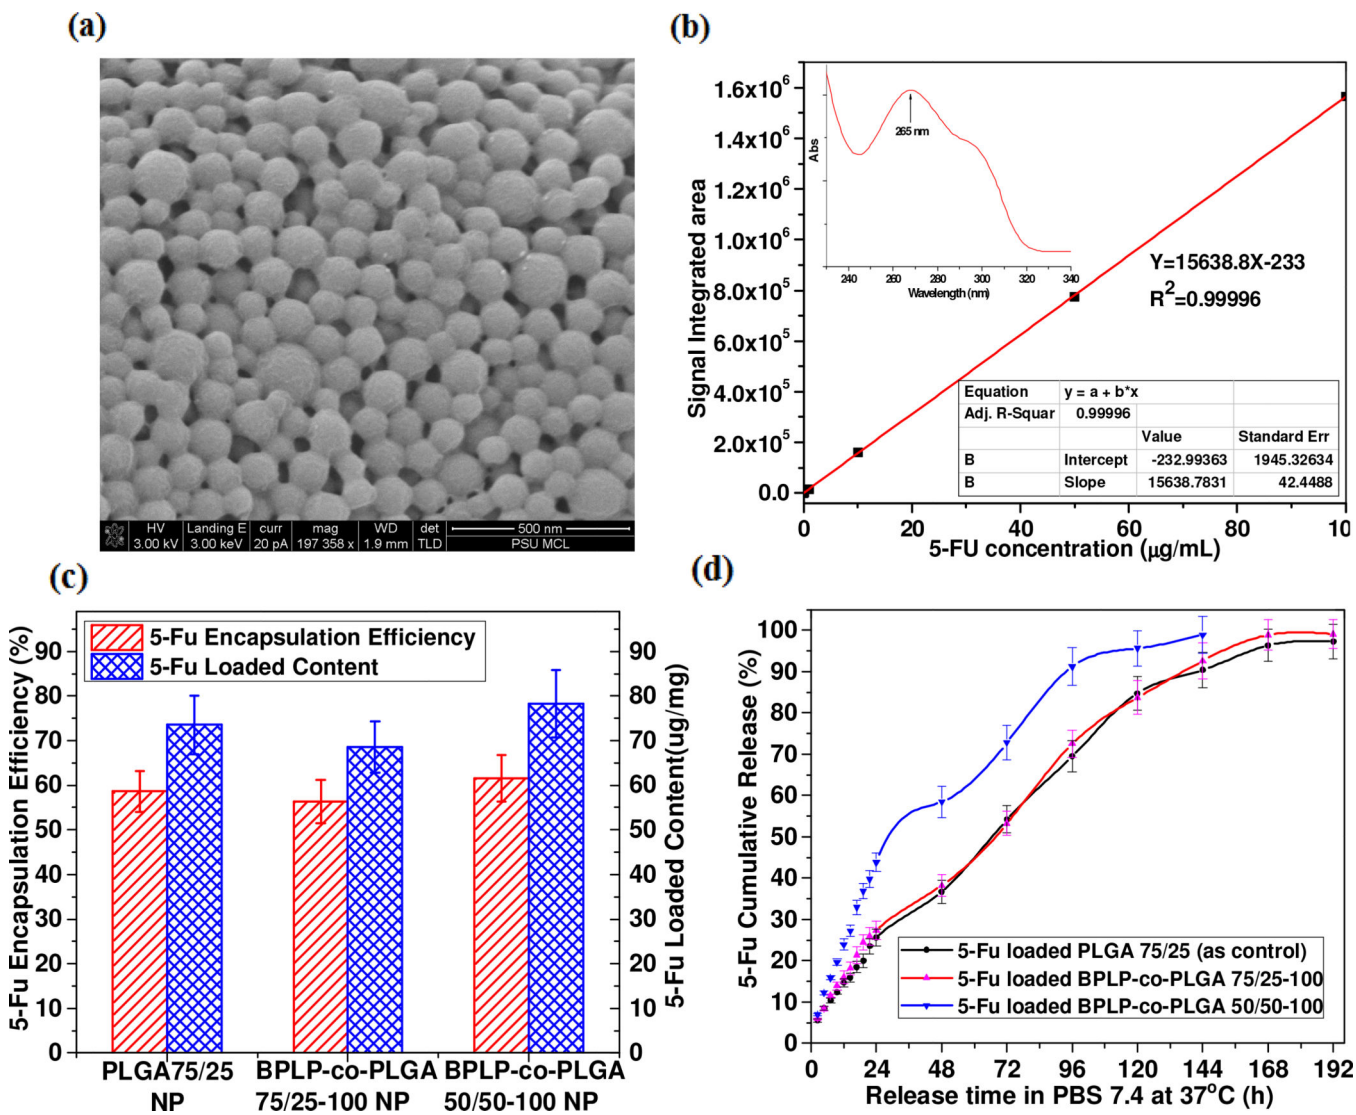 (a)
HV Landing E curr mag WD det 500 nm
3.00 kV 3.00 keV 20 pA 197 358 x 1.9 mm TLD PSU MCL
(b)
Signal Integrated area
1.6x10^6
1.4x10^6
1.2x10^6
1.0x10^6
8.0x10^5
6.0x10^5
4.0x10^5
2.0x10^5
0.0
0 20 40 60 80 100
5-FU concentration (μg/mL)
Abs
265 nm
240 260 280 300 320 340
Wavelength (nm)
Y=15638.8X-233
R^2=0.99996
Equation y = a + b*x
Adj. R-Squar 0.99996
Value Standard Err
B Intercept -232.99363 1945.32634
B Slope 15638.7831 42.4488
(c)
5-Fu Encapsulation Efficiency (%)
90
80
70
60
50
40
30
20
10
0
5-Fu Encapsulation Efficiency
5-Fu Loaded Content
90
80
70
60
50
40
30
20
10
0
5-Fu Loaded Content(ug/mg)
PLGA75/25
NP
BPLP-co-PLGA
75/25-100 NP
BPLP-co-PLGA
50/50-100 NP
(d)
5-Fu Cumulative Release (%)
100
90
80
70
60
50
40
30
20
10
0
5-Fu loaded PLGA 75/25 (as control)
5-Fu loaded BPLP-co-PLGA 75/25-100
5-Fu loaded BPLP-co-PLGA 50/50-100
0 24 48 72 96 120 144 168 192
Release time in PBS 7.4 at 37°C (h)